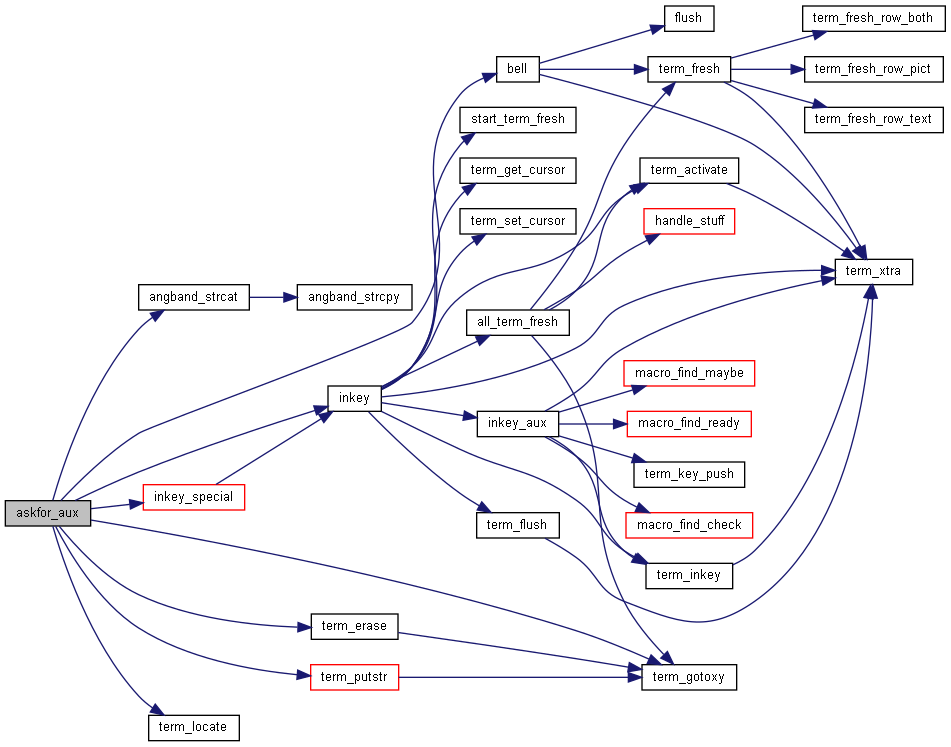 flush
term_fresh_row_both
bell
term_fresh
term_fresh_row_pict
start_term_fresh
term_fresh_row_text
term_get_cursor
term_activate
term_set_cursor
handle_stuff
term_xtra
angband_strcat
angband_strcpy
all_term_fresh
macro_find_maybe
inkey
inkey_aux
macro_find_ready
term_key_push
inkey_special
askfor_aux
term_flush
macro_find_check
term_inkey
term_erase
term_putstr
term_gotoxy
term_locate